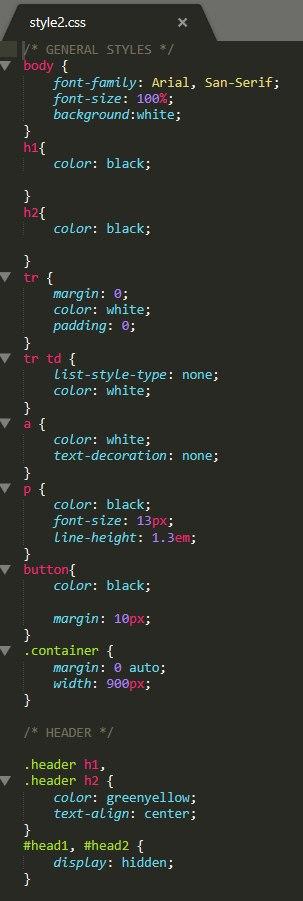 style2.css ×
/* GENERAL STYLES */
body {
font-family: Arial, San-Serif;
font-size: 100%;
background:white;
}
h1{
color: black;
}
h2{
color: black;
}
tr {
margin: 0;
color: white;
padding: 0;
}
tr td {
list-style-type: none;
color: white;
}
a {
color: white;
text-decoration: none;
}
p {
color: black;
font-size: 13px;
line-height: 1.3em;
}
button{
color: black;
margin: 10px;
}
.container {
margin: 0 auto;
width: 900px;
}
/* HEADER */
.header h1,
.header h2 {
color: greenyellow;
text-align: center;
}
#head1, #head2 {
display: hidden;
}